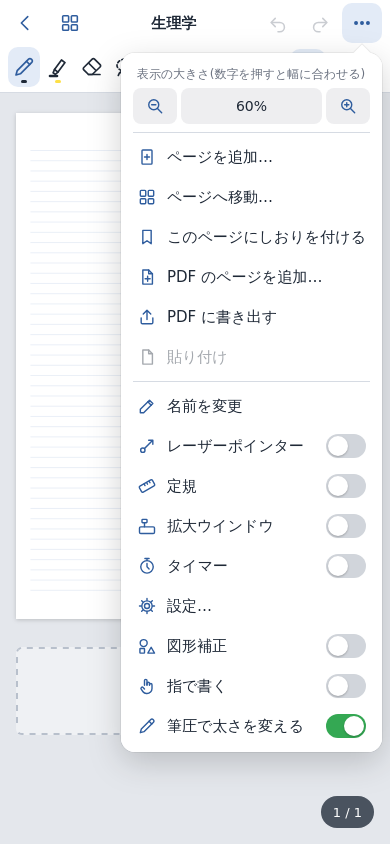 生理学
表示の大きさ(数字を押すと幅に合わせる)
60%
ページを追加…
ページへ移動…
このページにしおりを付ける
PDF のページを追加…
PDF に書き出す
貼り付け
名前を変更
レーザーポインター
定規
拡大ウインドウ
タイマー
設定…
図形補正
指で書く
筆圧で太さを変える
1 / 1